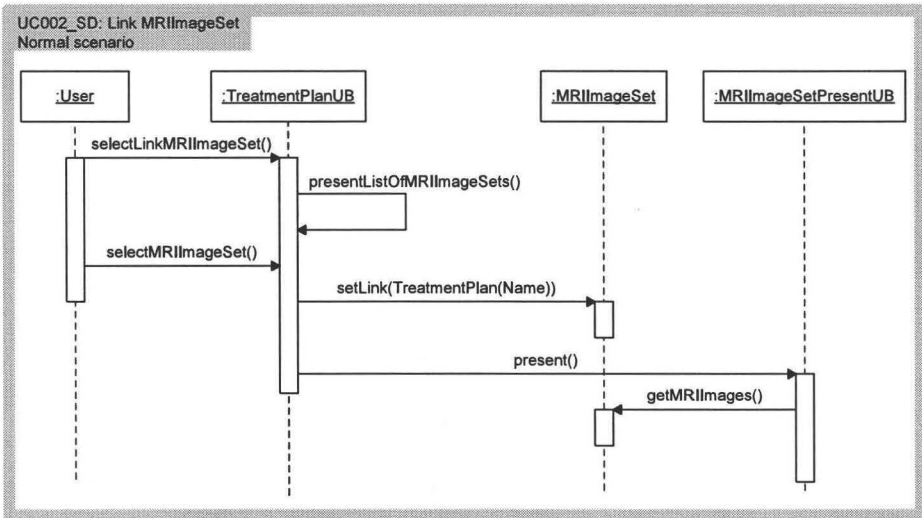 UC002_SD: Link MRIImageSet
Normal scenario
:User
:TreatmentPlanUB
:MRIImageSet
:MRIImageSetPresentUB
selectLinkMRIImageSet()
presentListOfMRIImageSets()
selectMRIImageSet()
setLink(TreatmentPlan(Name))
present()
getMRIImages()